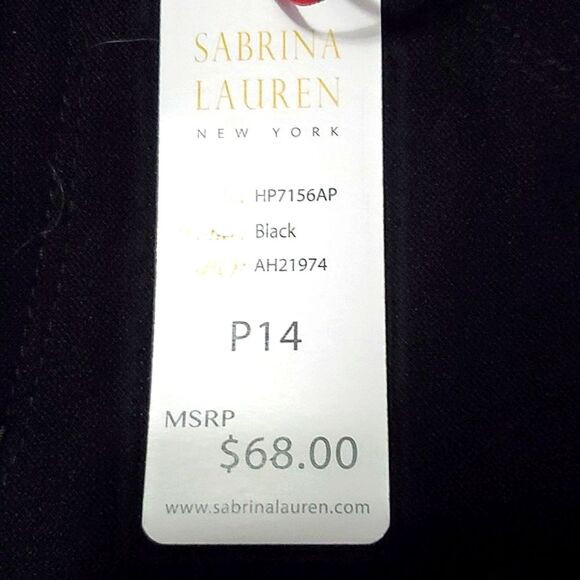 SABRINA
LAUREN
NEW YORK
HP7156AP
Black
AH21974
P14
MSRP
$68.00
www.sabrinalauren.com